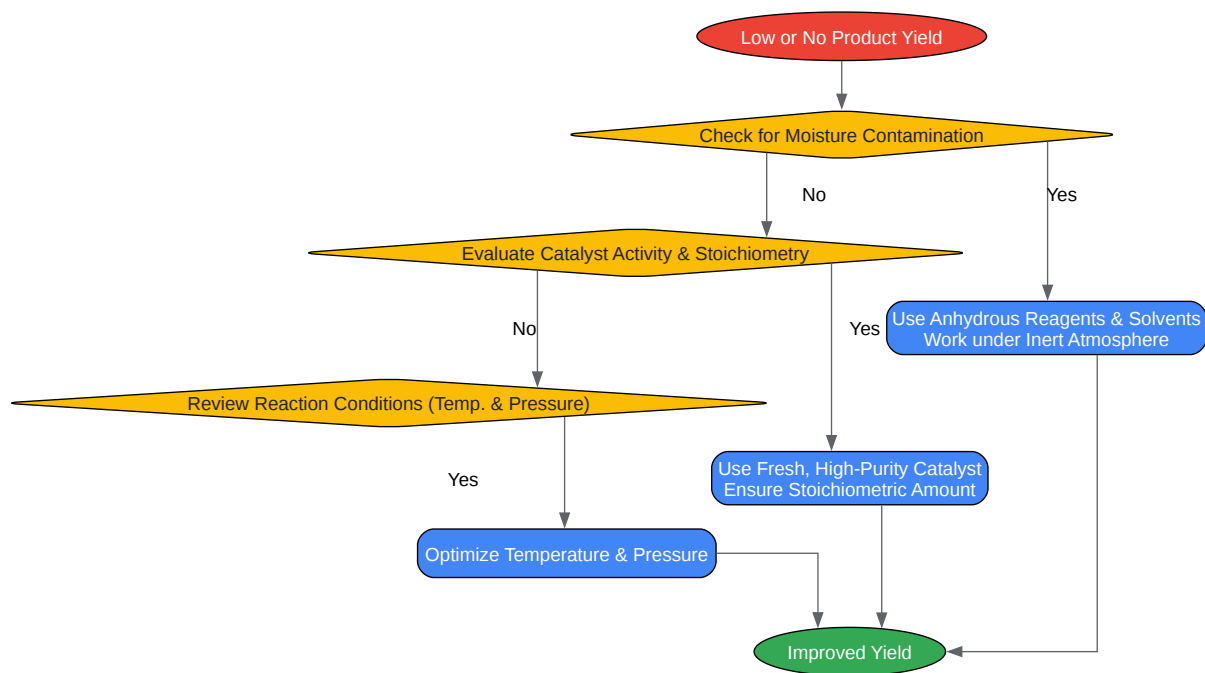 Low or No Product Yield
Check for Moisture Contamination
No
Yes
Evaluate Catalyst Activity & Stoichiometry
Use Anhydrous Reagents & Solvents
Work under Inert Atmosphere
No
Yes
Review Reaction Conditions (Temp. & Pressure)
Use Fresh, High-Purity Catalyst
Ensure Stoichiometric Amount
Yes
Optimize Temperature & Pressure
Improved Yield